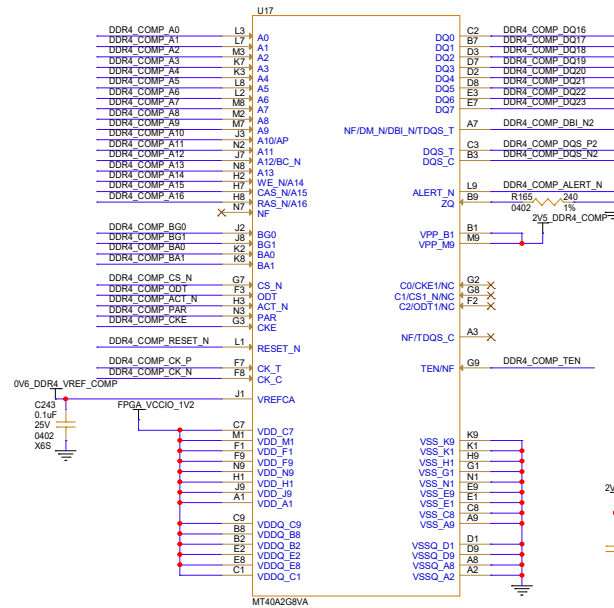 U17
DDR4_COMP_A0 L3 A0
DDR4_COMP_A1 L7 A1
DDR4_COMP_A2 M3 A2
DDR4_COMP_A3 K7 A3
DDR4_COMP_A4 K3 A4
DDR4_COMP_A5 L8 A5
DDR4_COMP_A6 L2 A6
DDR4_COMP_A7 M8 A7
DDR4_COMP_A8 M2 A8
DDR4_COMP_A9 M7 A9
DDR4_COMP_A10 J3 A10/AP
DDR4_COMP_A11 N2 A11
DDR4_COMP_A12 J7 A12/BC_N
DDR4_COMP_A13 N8 A13
DDR4_COMP_A14 H2 WE_N/A14
DDR4_COMP_A15 H7 CAS_N/A15
DDR4_COMP_A16 H8 RAS_N/A16
N7 NF
DDR4_COMP_BG0 J2 BG0
DDR4_COMP_BG1 J8 BG1
DDR4_COMP_BA0 K2 BA0
DDR4_COMP_BA1 K8 BA1
DDR4_COMP_CS_N G7 CS_N
DDR4_COMP_ODT F3 ODT
DDR4_COMP_ACT_N H3 ACT_N
DDR4_COMP_PAR N3 PAR
DDR4_COMP_CKE G3 CKE
DDR4_COMP_RESET_N L1 RESET_N
DDR4_COMP_CK_P F7 CK_T
DDR4_COMP_CK_N F8 CK_C
0V6_DDR4_VREF_COMP J1 VREFCA
C243
0.1uF
25V
0402
X6S
FPGA_VCCIO_1V2
C7 VDD_C7
M1 VDD_M1
F1 VDD_F1
F9 VDD_F9
N9 VDD_N9
H1 VDD_H1
J9 VDD_J9
A1 VDD_A1
C9 VDDQ_C9
B8 VDDQ_B8
B2 VDDQ_B2
E2 VDDQ_E2
E8 VDDQ_E8
C1 VDDQ_C1
DQ0 C2 DDR4_COMP_DQ16
DQ1 B7 DDR4_COMP_DQ17
DQ2 D3 DDR4_COMP_DQ18
DQ3 D7 DDR4_COMP_DQ19
DQ4 D2 DDR4_COMP_DQ20
DQ5 D8 DDR4_COMP_DQ21
DQ6 E3 DDR4_COMP_DQ22
DQ7 E7 DDR4_COMP_DQ23
NF/DM_N/DBI_N/TDQS_T A7 DDR4_COMP_DBI_N2
DQS_T C3 DDR4_COMP_DQS_P2
DQS_C B3 DDR4_COMP_DQS_N2
ALERT_N L9 DDR4_COMP_ALERT_N
ZQ B9 R165 240
0402 1%
2V5_DDR4_COMP
VPP_B1 B1
VPP_M9 M9
C0/CKE1/NC G2
C1/CS1_N/NC G8
C2/ODT1/NC F2
NF/TDQS_C A3
TEN/NF G9 DDR4_COMP_TEN
VSS_K9 K9
VSS_K1 K1
VSS_H9 H9
VSS_G1 G1
VSS_N1 N1
VSS_E9 E9
VSS_E1 E1
VSS_C8 C8
VSS_A9 A9
VSSQ_D1 D1
VSSQ_D9 D9
VSSQ_A8 A8
VSSQ_A2 A2
2V
MT40A2G8VA